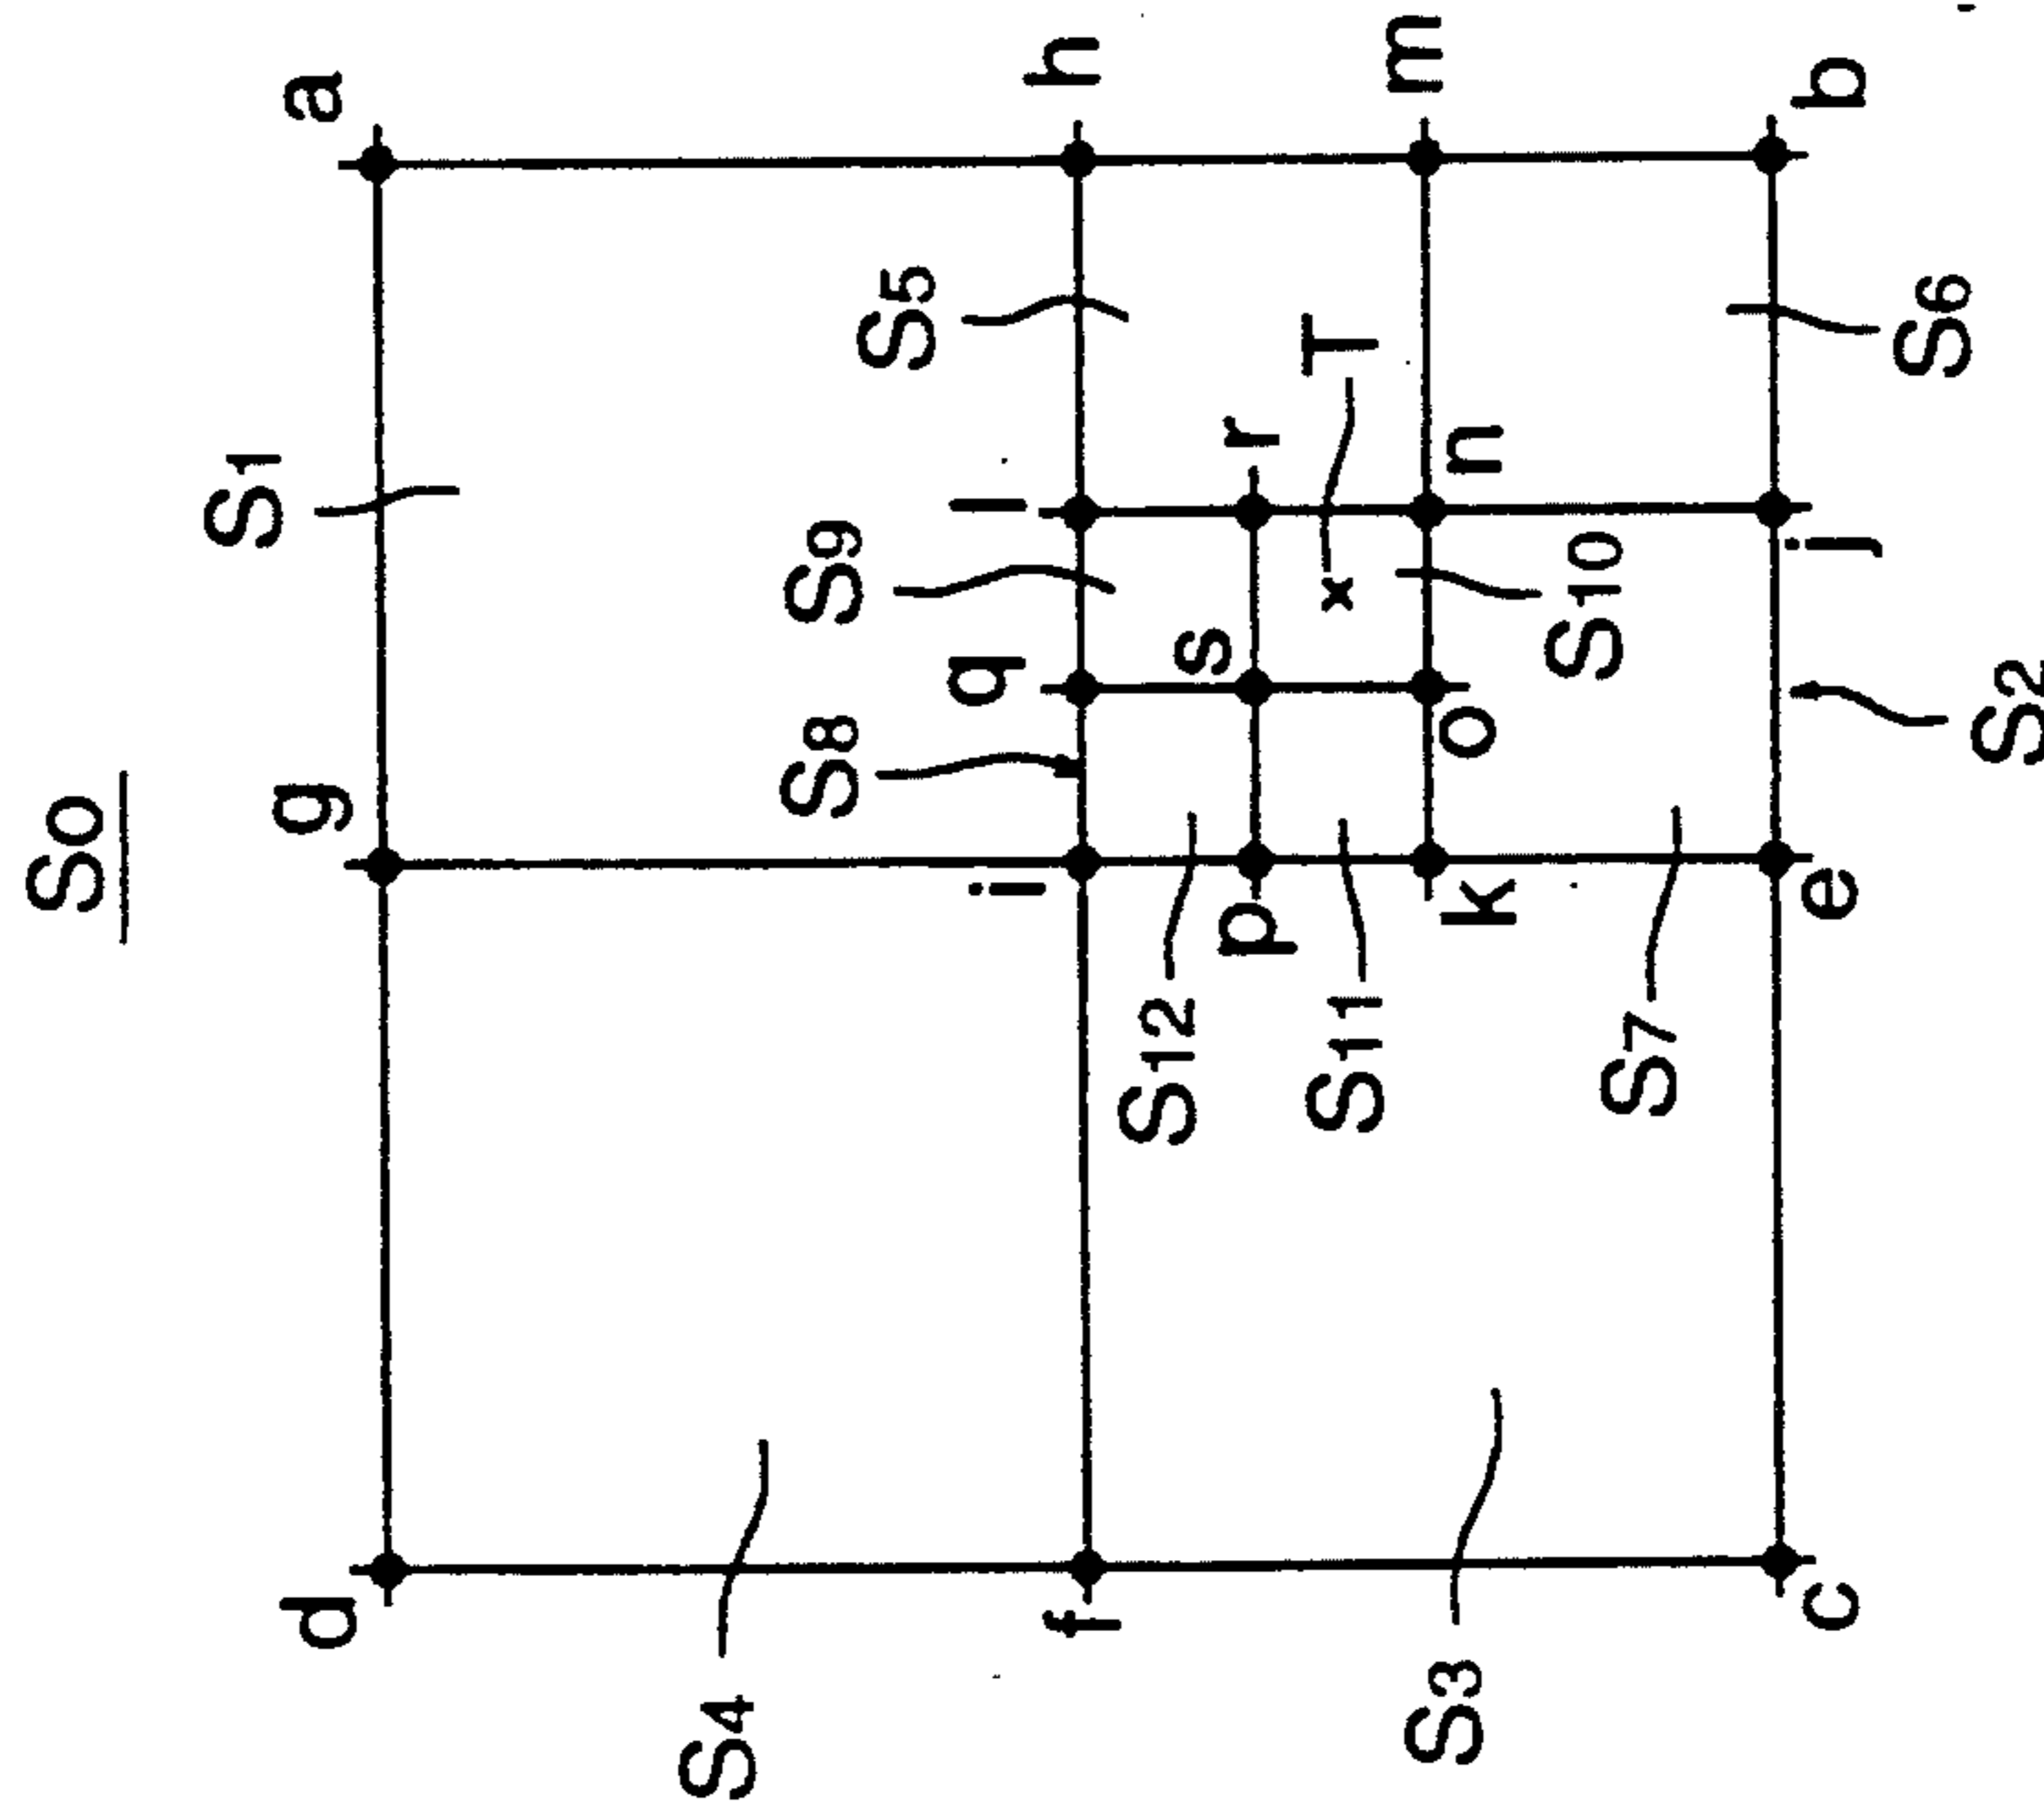 S0
S1
d g a
S4 S8 S9 S5
i q l
f h
S12 s
p r
S11 x T
m
S3
k o n
S10
S7
c e j b
S6
S2